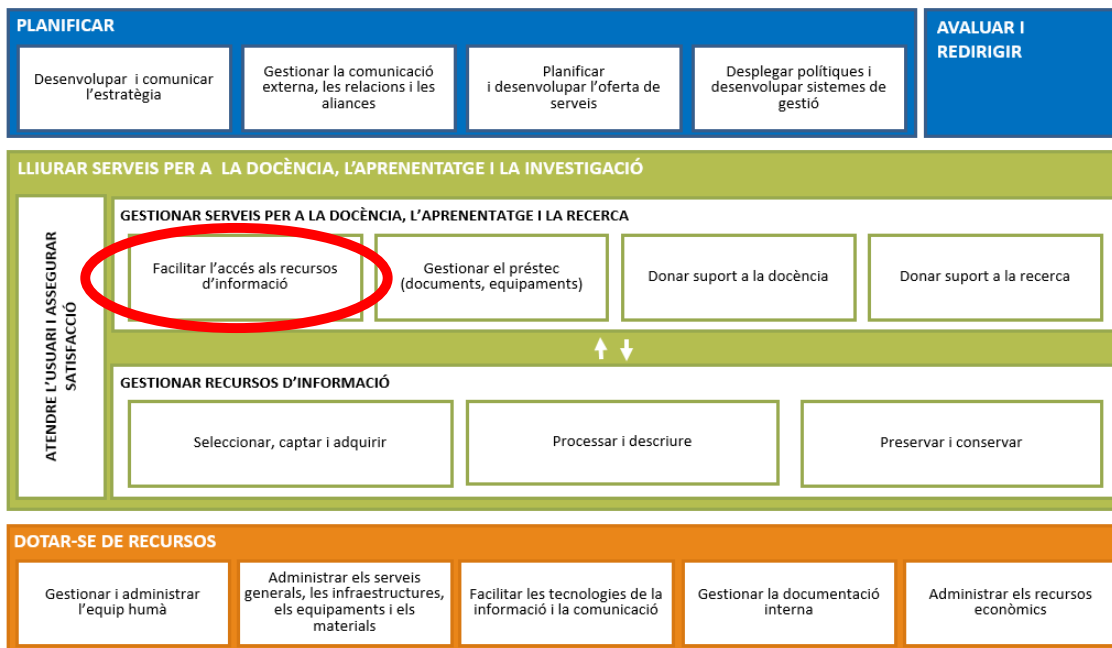 PLANIFICAR
Desenvolupar i comunicar
l'estratègia
Gestionar la comunicació
externa, les relacions i les
aliances
Planificar
i desenvolupar l'oferta de
serveis
Desplegar polítiques i
desenvolupar sistemes de
gestió
AVALUAR I
REDIRIGIR
LLIURAR SERVEIS PER A LA DOCÈNCIA, L'APRENENTATGE I LA INVESTIGACIÓ
ATENDRE L'USUARI I ASSEGURAR
SATISFACCIÓ
GESTIONAR SERVEIS PER A LA DOCÈNCIA, L'APRENENTATGE I LA RECERCA
Facilitar l'accés als recursos
d'informació
Gestionar el préstec
(documents, equipaments)
Donar suport a la docència
Donar suport a la recerca
GESTIONAR RECURSOS D'INFORMACIÓ
Seleccionar, captar i adquirir
Processar i descriure
Preservar i conservar
DOTAR-SE DE RECURSOS
Gestionar i administrar
l'equip humà
Administrar els serveis
generals, les infraestructures,
els equipaments i els
materials
Facilitar les tecnologies de la
informació i la comunicació
Gestionar la documentació
interna
Administrar els recursos
econòmics